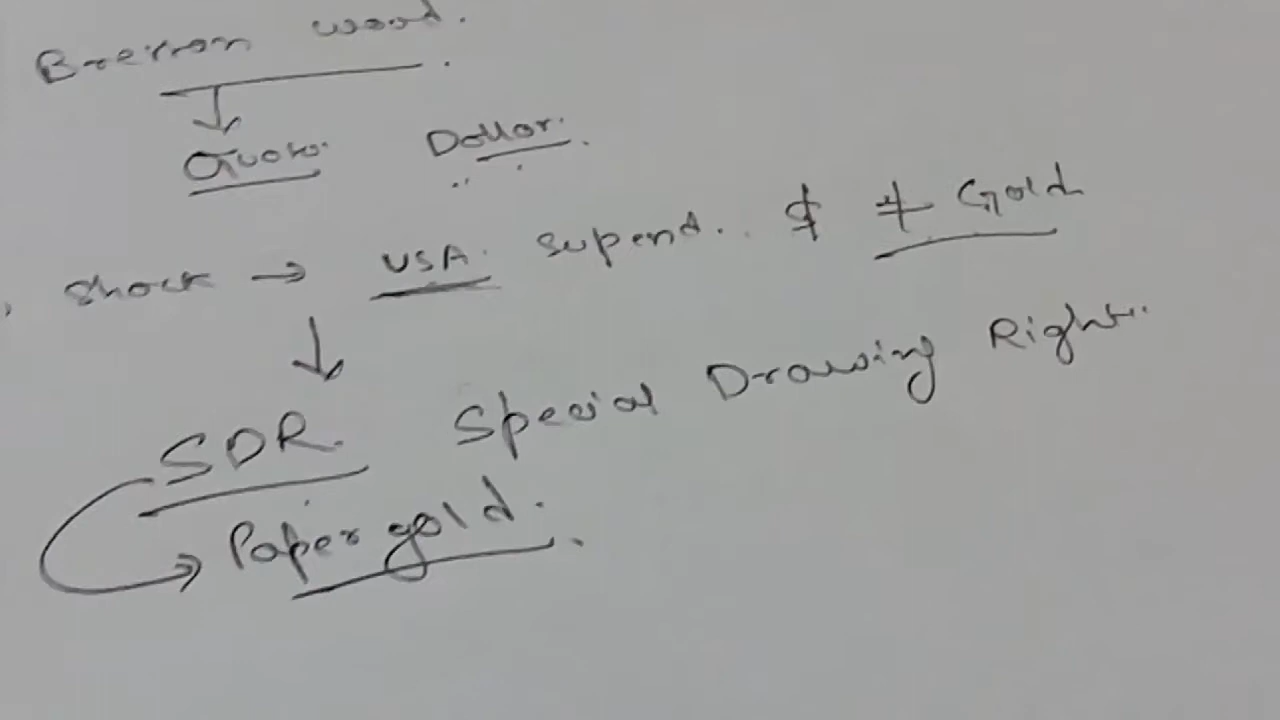 Bretton wood.
↓
Quota. Dollar.
, Shock → USA. Supend. $ ≠ Gold
↓
SDR. Special Drawing Right.
→ Paper gold.